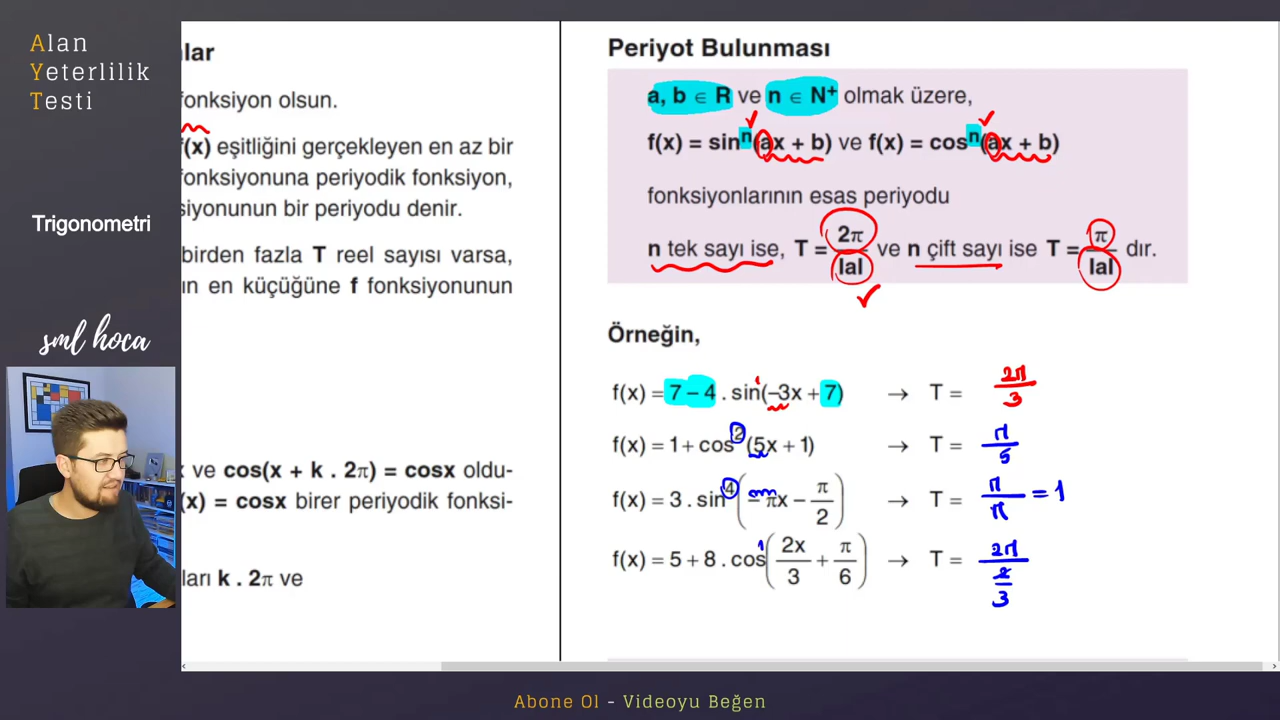 Alan
Yeterlilik
Testi
Trigonometri
sml hoca
lar
fonksiyon olsun.
f(x) eşitliğini gerçekleyen en az bir
fonksiyonuna periyodik fonksiyon,
siyonunun bir periyodu denir.
birden fazla T reel sayısı varsa,
ın en küçüğüne f fonksiyonunun
x ve cos(x + k . 2π) = cosx oldu-
(x) = cosx birer periyodik fonksi-
ları k . 2π ve
Periyot Bulunması
a, b ∈ R ve n ∈ N⁺ olmak üzere,
f(x) = sinⁿ(ax + b) ve f(x) = cosⁿ(ax + b)
fonksiyonlarının esas periyodu
n tek sayı ise, T = 2π/|a| ve n çift sayı ise T = π/|a| dır.
Örneğin,
f(x) = 7 – 4 . sin¹(–3x + 7) → T = 2π/3
f(x) = 1 + cos²(5x + 1) → T = π/5
f(x) = 3 . sin⁴(–πx – π/2) → T = π/π = 1
f(x) = 5 + 8 . cos¹(2x/3 + π/6) → T = 2π/(2/3)
Abone Ol - Videoyu Beğen